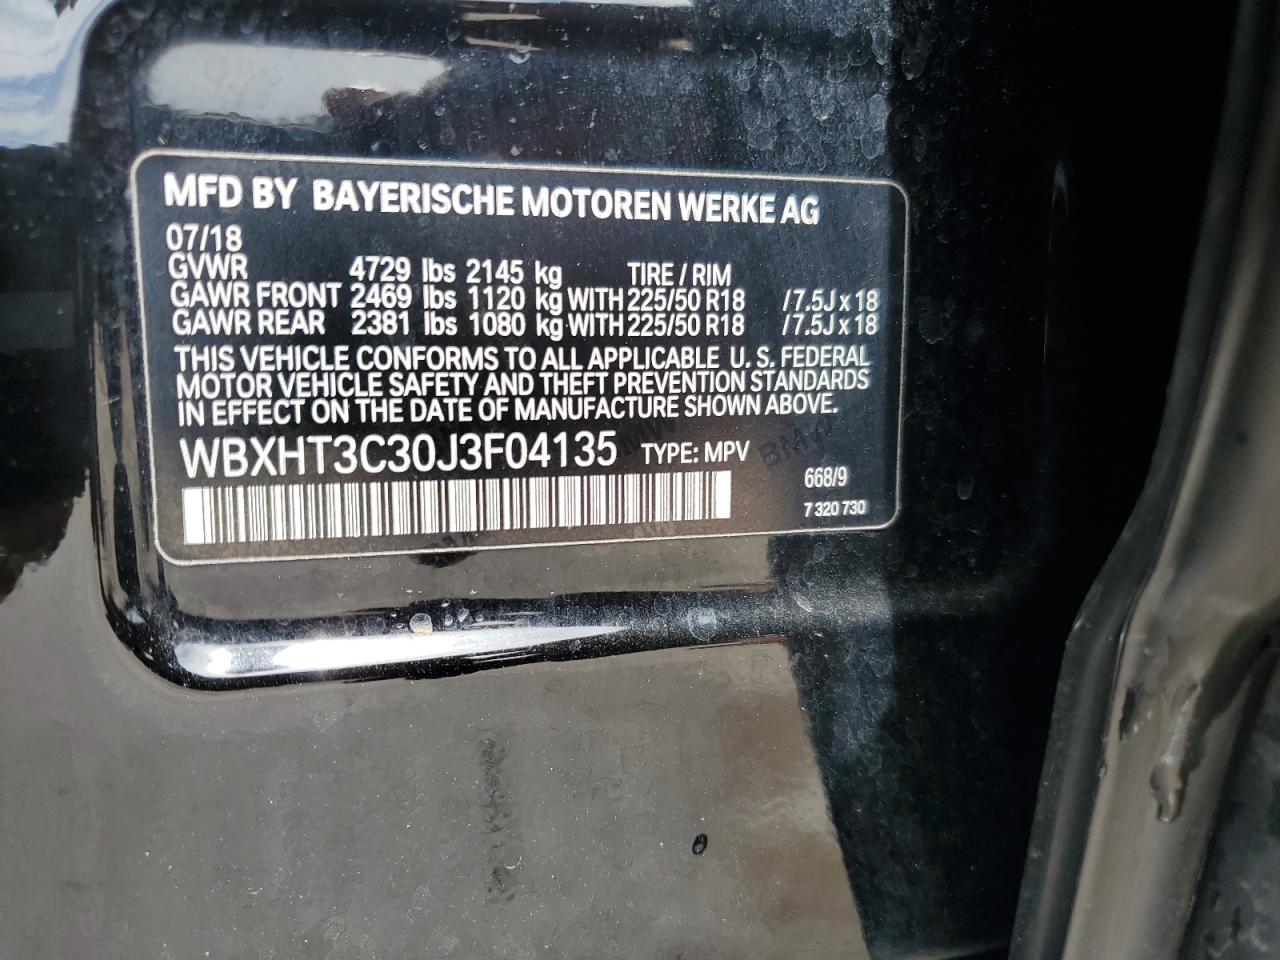 MFD BY BAYERISCHE MOTOREN WERKE AG
07/18
GVWR 4729 lbs 2145 kg TIRE / RIM
GAWR FRONT 2469 lbs 1120 kg WITH 225/50 R18 / 7.5J x 18
GAWR REAR 2381 lbs 1080 kg WITH 225/50 R18 / 7.5J x 18
THIS VEHICLE CONFORMS TO ALL APPLICABLE U. S. FEDERAL
MOTOR VEHICLE SAFETY AND THEFT PREVENTION STANDARDS
IN EFFECT ON THE DATE OF MANUFACTURE SHOWN ABOVE.
WBXHT3C30J3F04135 TYPE: MPV
668/9
7 320 730